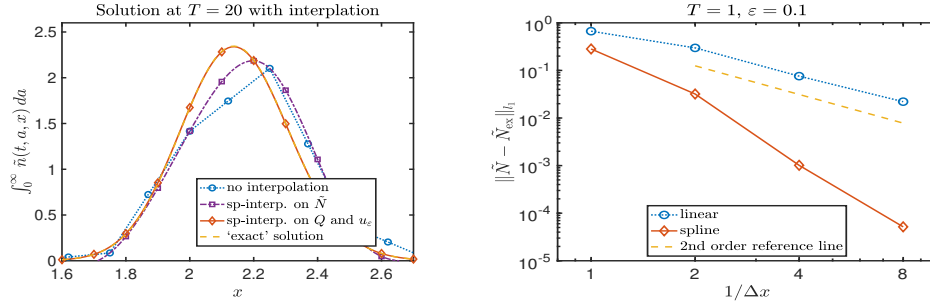 Solution at T = 20 with interplation
∫₀^∞ ñ(t, a, x) da
2.5
2
1.5
1
0.5
0
1.6 1.8 2 2.2 2.4 2.6
x
no interpolation
sp-interp. on Ñ
sp-interp. on Q and u_ε
'exact' solution
T = 1, ε = 0.1
‖Ñ − Ñ_ex‖_{l₁}
10⁰
10⁻¹
10⁻²
10⁻³
10⁻⁴
10⁻⁵
1 2 4 8
1/Δx
linear
spline
2nd order reference line